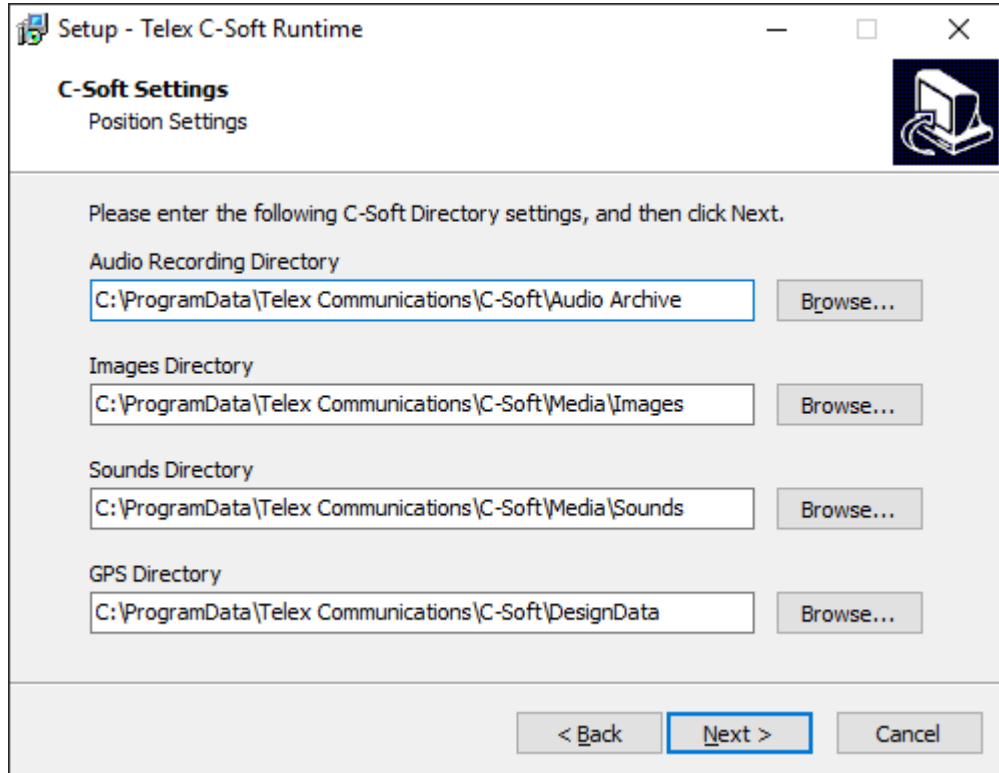 Setup - Telex C-Soft Runtime
C-Soft Settings
Position Settings
Please enter the following C-Soft Directory settings, and then click Next.
Audio Recording Directory
C:\ProgramData\Telex Communications\C-Soft\Audio Archive
Browse...
Images Directory
C:\ProgramData\Telex Communications\C-Soft\Media\Images
Browse...
Sounds Directory
C:\ProgramData\Telex Communications\C-Soft\Media\Sounds
Browse...
GPS Directory
C:\ProgramData\Telex Communications\C-Soft\DesignData
Browse...
< Back
Next >
Cancel